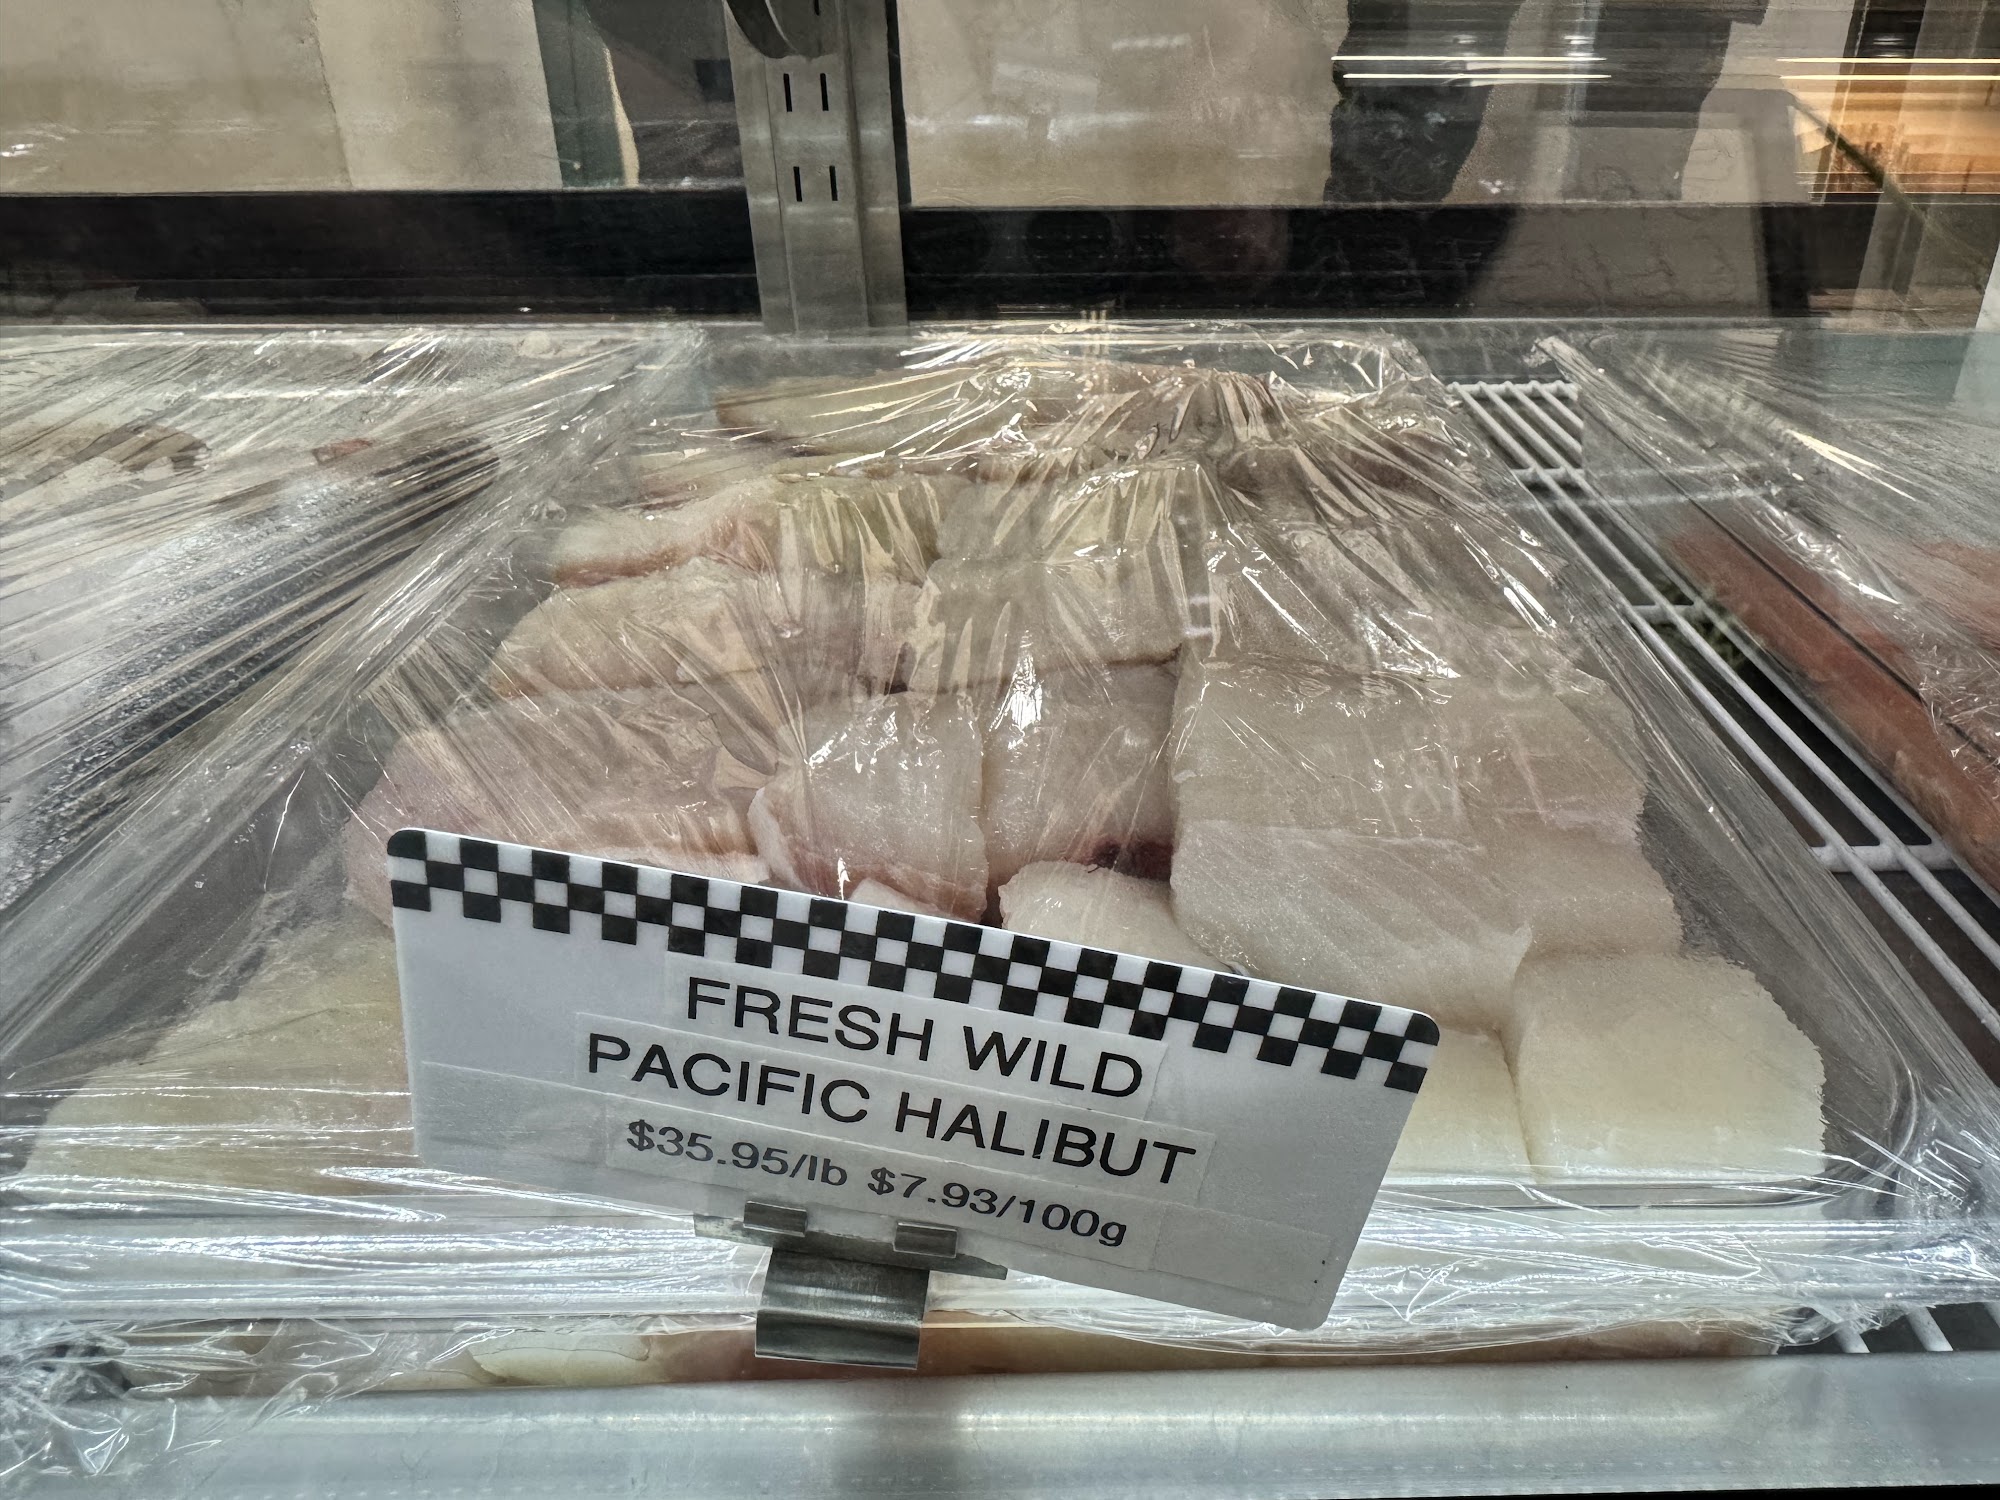 FRESH WILD
PACIFIC HALIBUT
$35.95/lb $7.93/100g